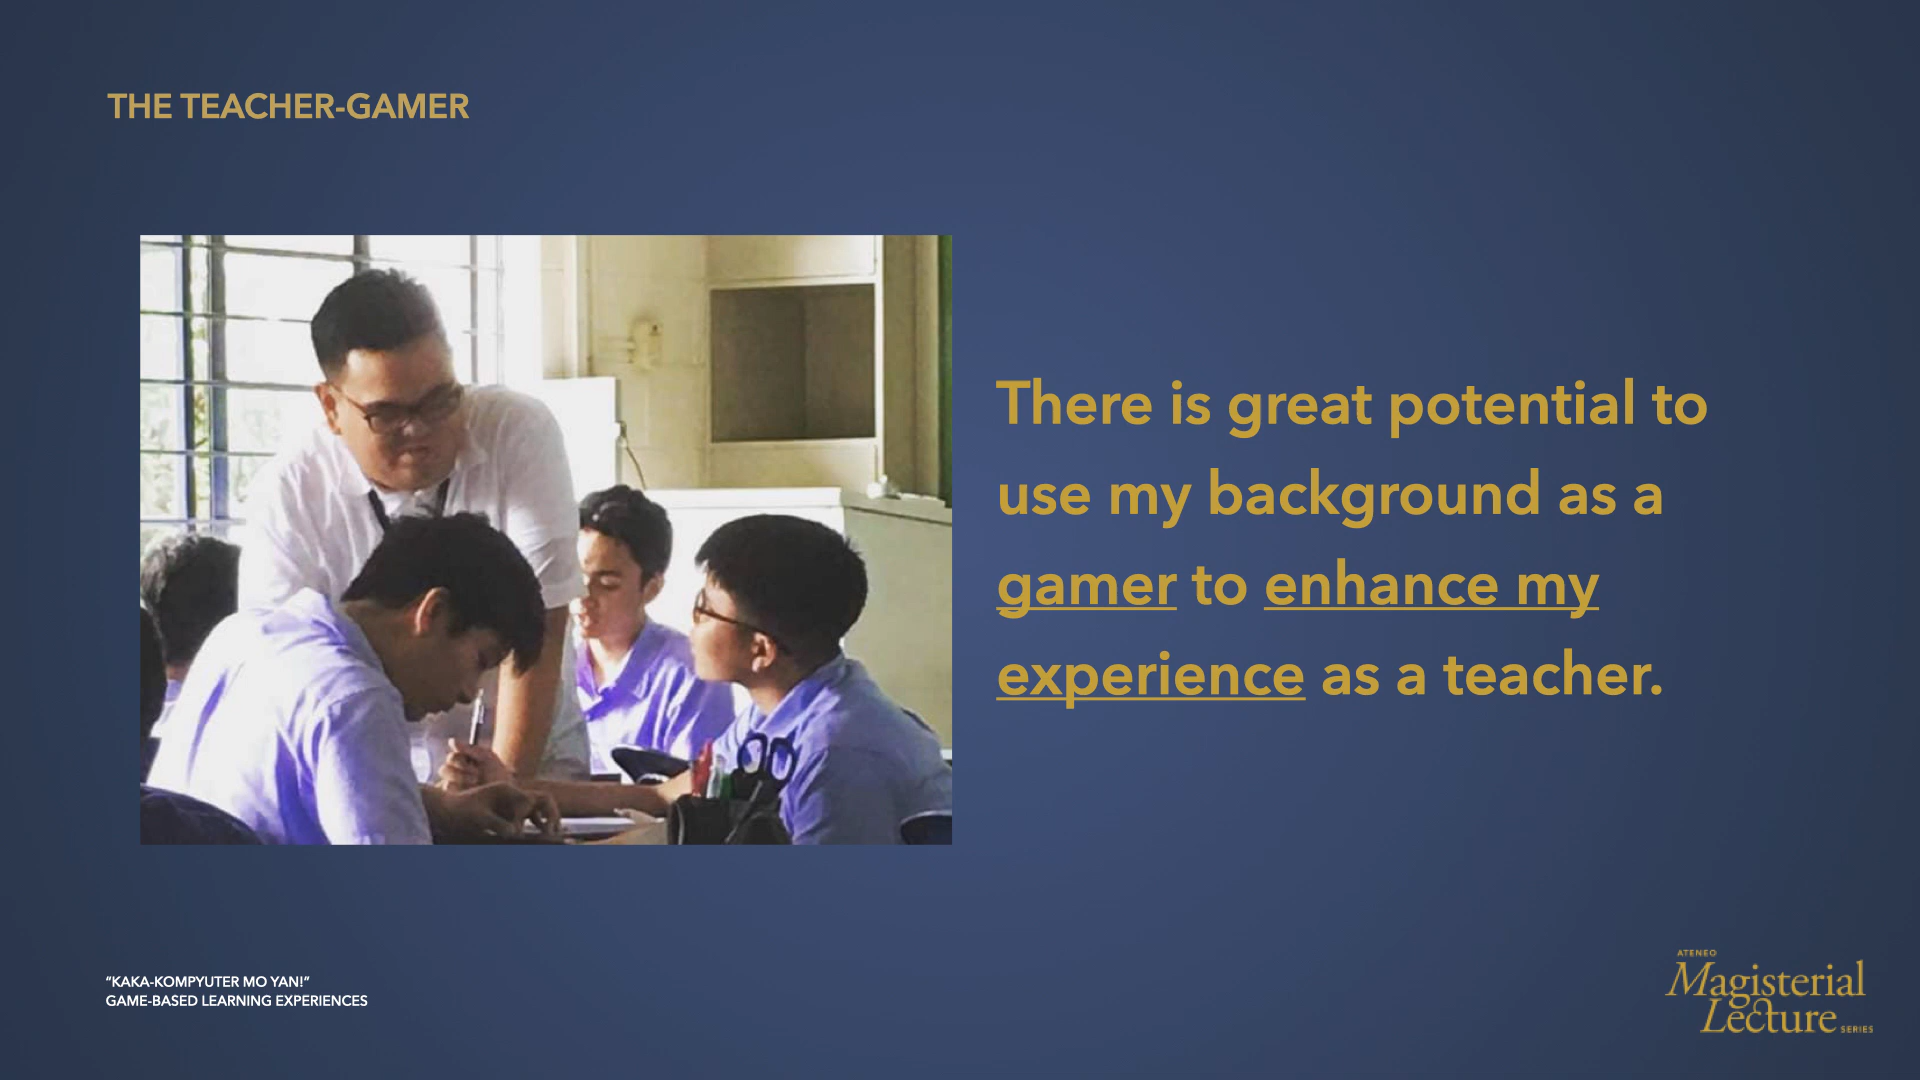 THE TEACHER-GAMER
There is great potential to
use my background as a
gamer to enhance my
experience as a teacher.
“KAKA-KOMPYUTER MO YAN!”
GAME-BASED LEARNING EXPERIENCES
ATENEO
Magisterial
Lecture SERIES